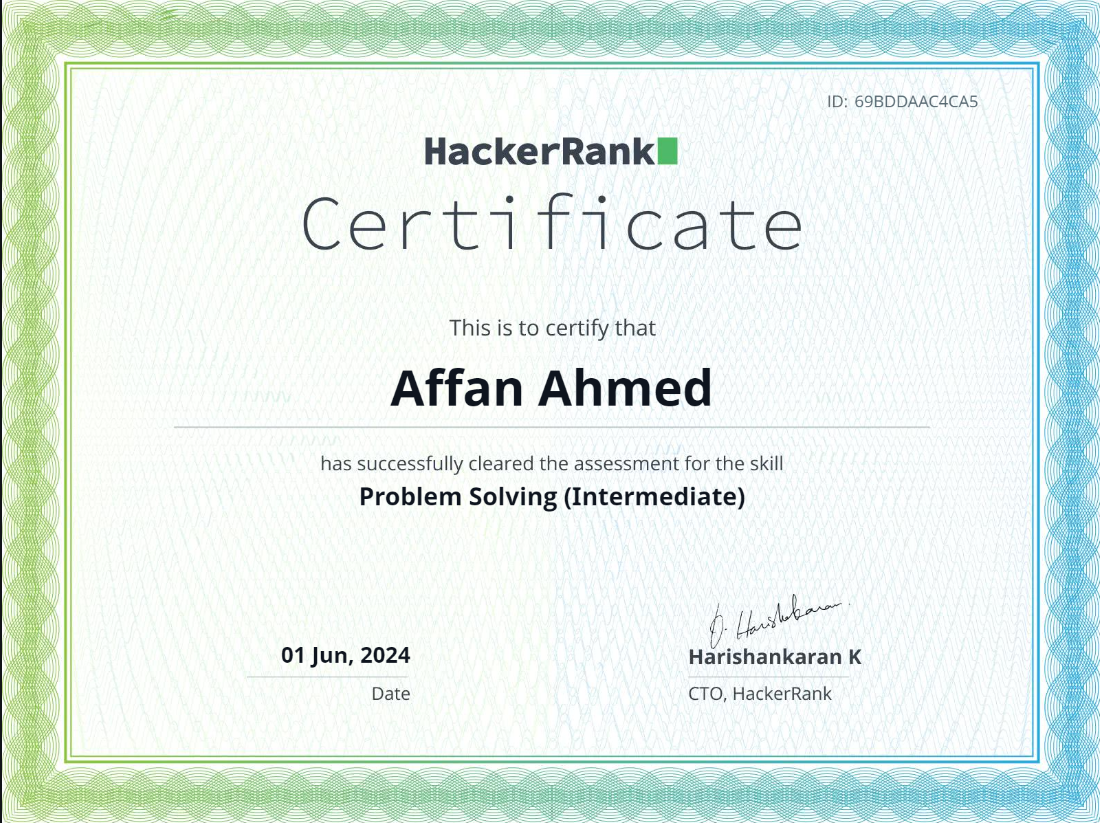 ID: 69BDDAAC4CA5
HackerRank
Certificate
This is to certify that
Affan Ahmed
has successfully cleared the assessment for the skill
Problem Solving (Intermediate)
01 Jun, 2024
Date
Harishankaran K
CTO, HackerRank